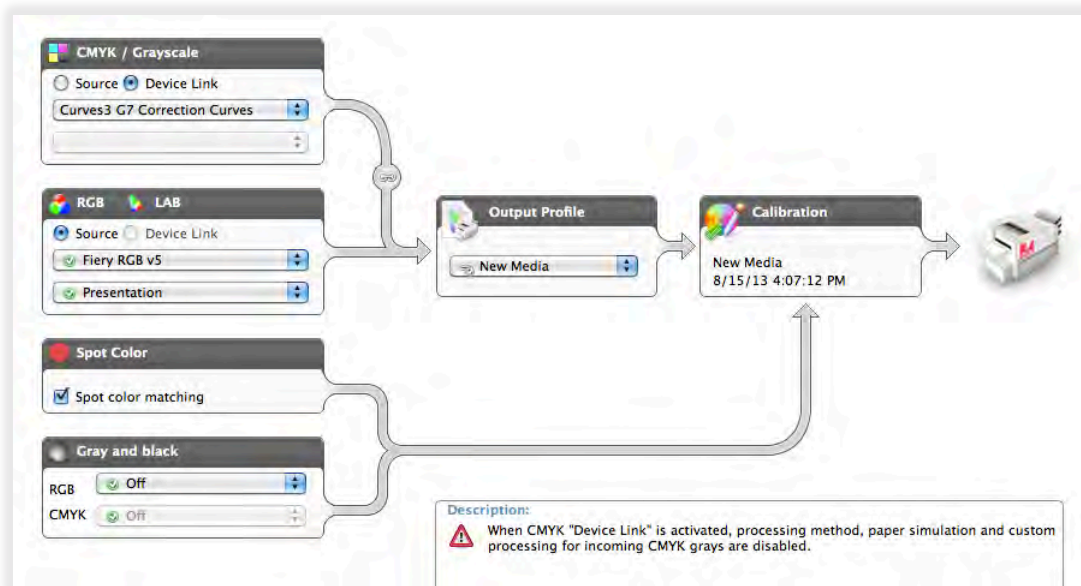 CMYK / Grayscale
Source Device Link
Curves3 G7 Correction Curves
RGB LAB
Source Device Link
Fiery RGB v5
Presentation
Output Profile
New Media
Calibration
New Media
8/15/13 4:07:12 PM
Spot Color
Spot color matching
Gray and black
RGB Off
CMYK Off
Description:
When CMYK "Device Link" is activated, processing method, paper simulation and custom
processing for incoming CMYK grays are disabled.